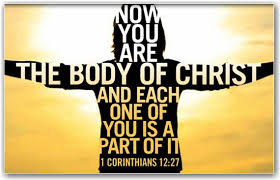 NOW
YOU
ARE
THE BODY OF CHRIST
AND EACH
ONE OF
YOU IS A
PART OF IT
1 CORINTHIANS 12:27